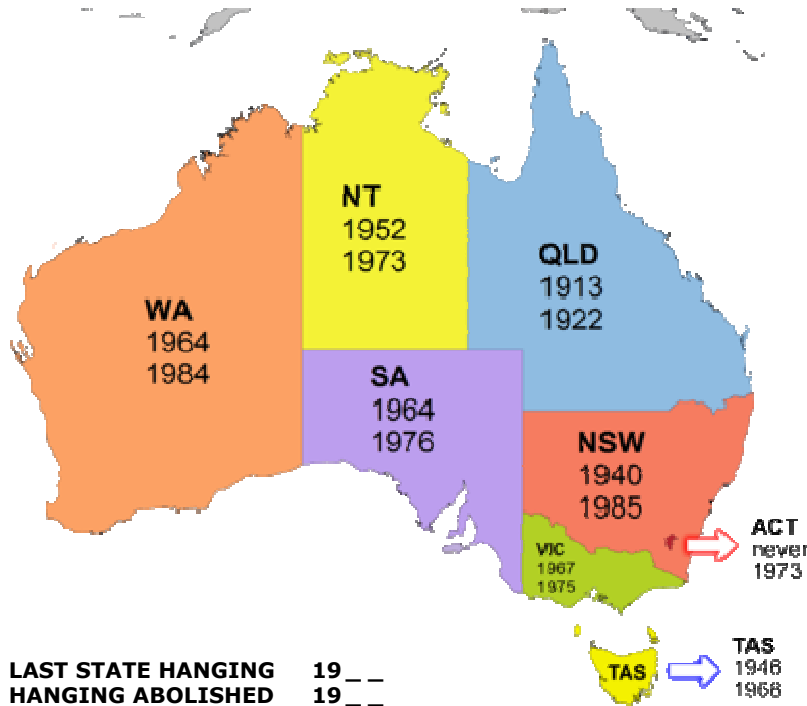 NT
1952
1973
QLD
1913
1922
WA
1964
1984
SA
1964
1976
NSW
1940
1985
ACT
never
1973
VIC
1967
1975
TAS
TAS
1946
1968
LAST STATE HANGING 19_ _
HANGING ABOLISHED 19_ _